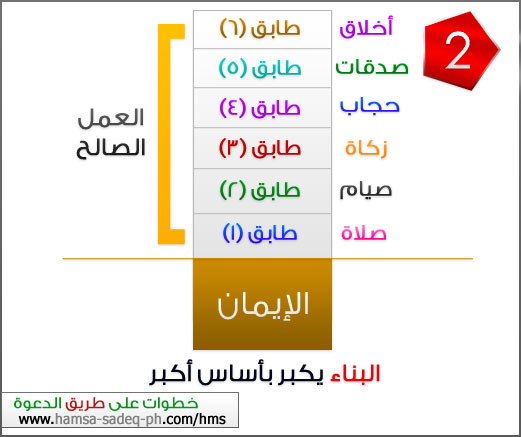 2
أخلاق طابق (٦)
صدقات طابق (٥)
حجاب طابق (٤)
زكاة طابق (٣)
صيام طابق (٢)
صلاة طابق (١)
العمل
الصالح
الإيمان
البناء يكبر بأساس أكبر
خطوات على طريق الدعوة
www.hamsa-sadeq-ph.com/hms